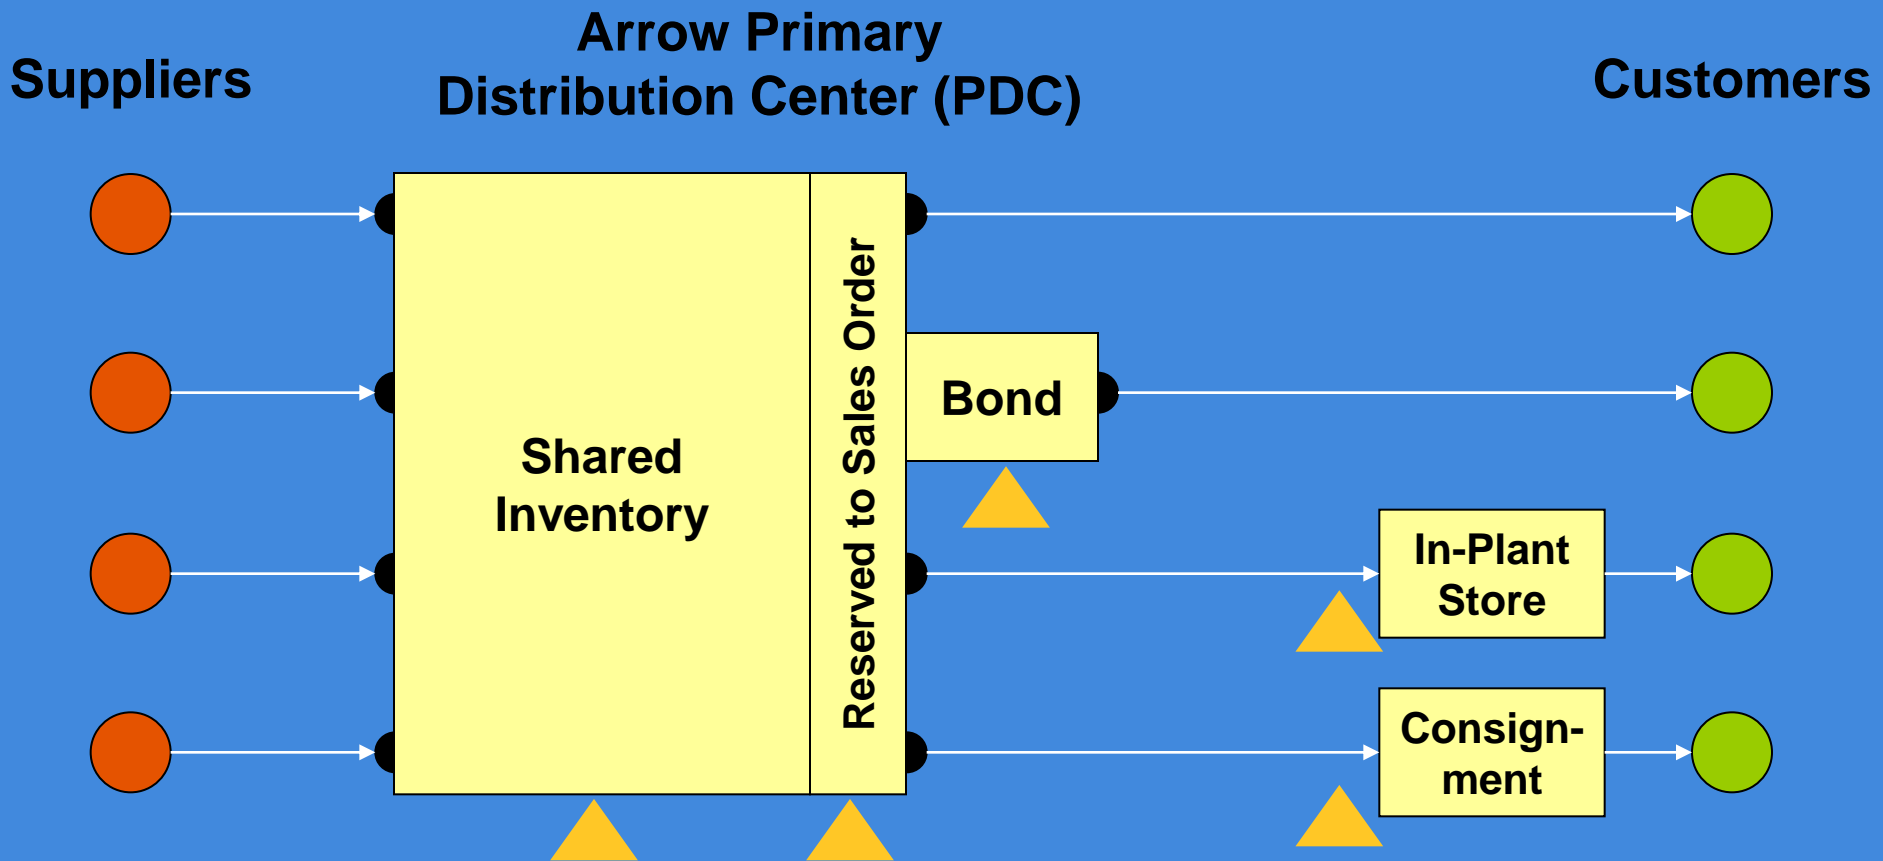 Suppliers
Arrow Primary
Distribution Center (PDC)
Customers
Shared
Inventory
Reserved to Sales Order
Bond
In-Plant
Store
Consign-
ment